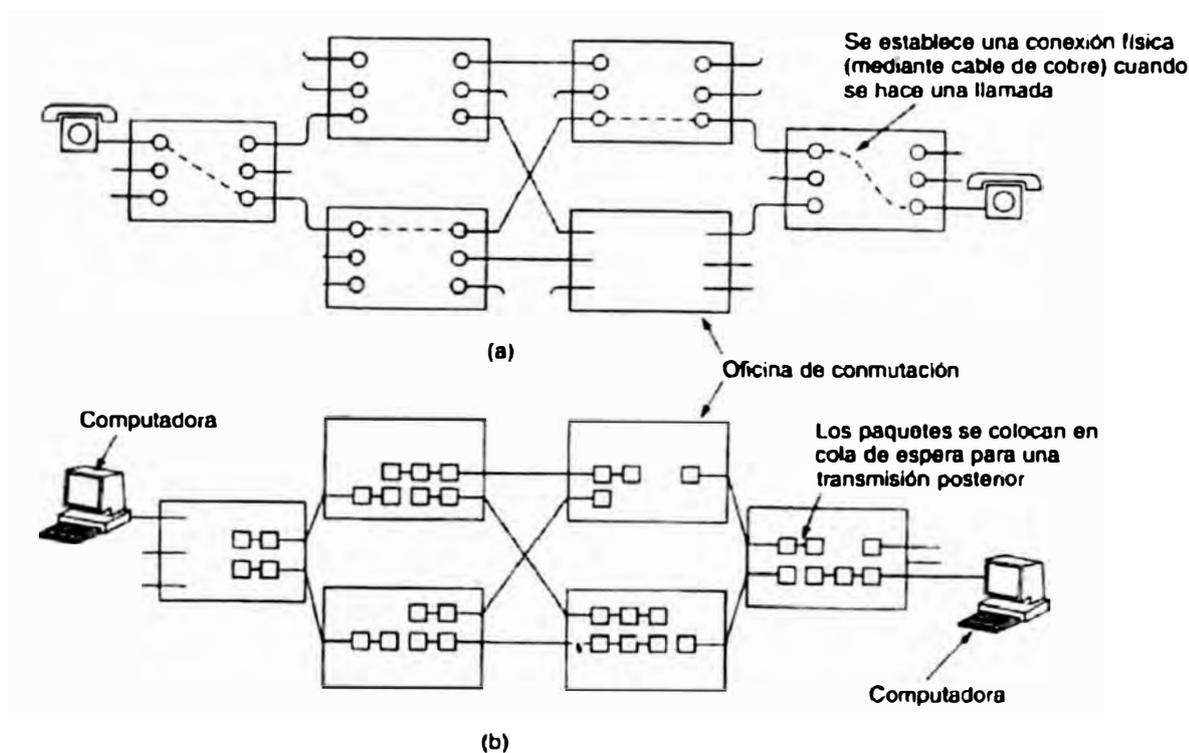 Se establece una conexión física
(mediante cable de cobre) cuando
se hace una llamada
(a)
Oficina de conmutación
Computadora
Los paquetes se colocan en
cola de espera para una
transmisión posterior
Computadora
(b)